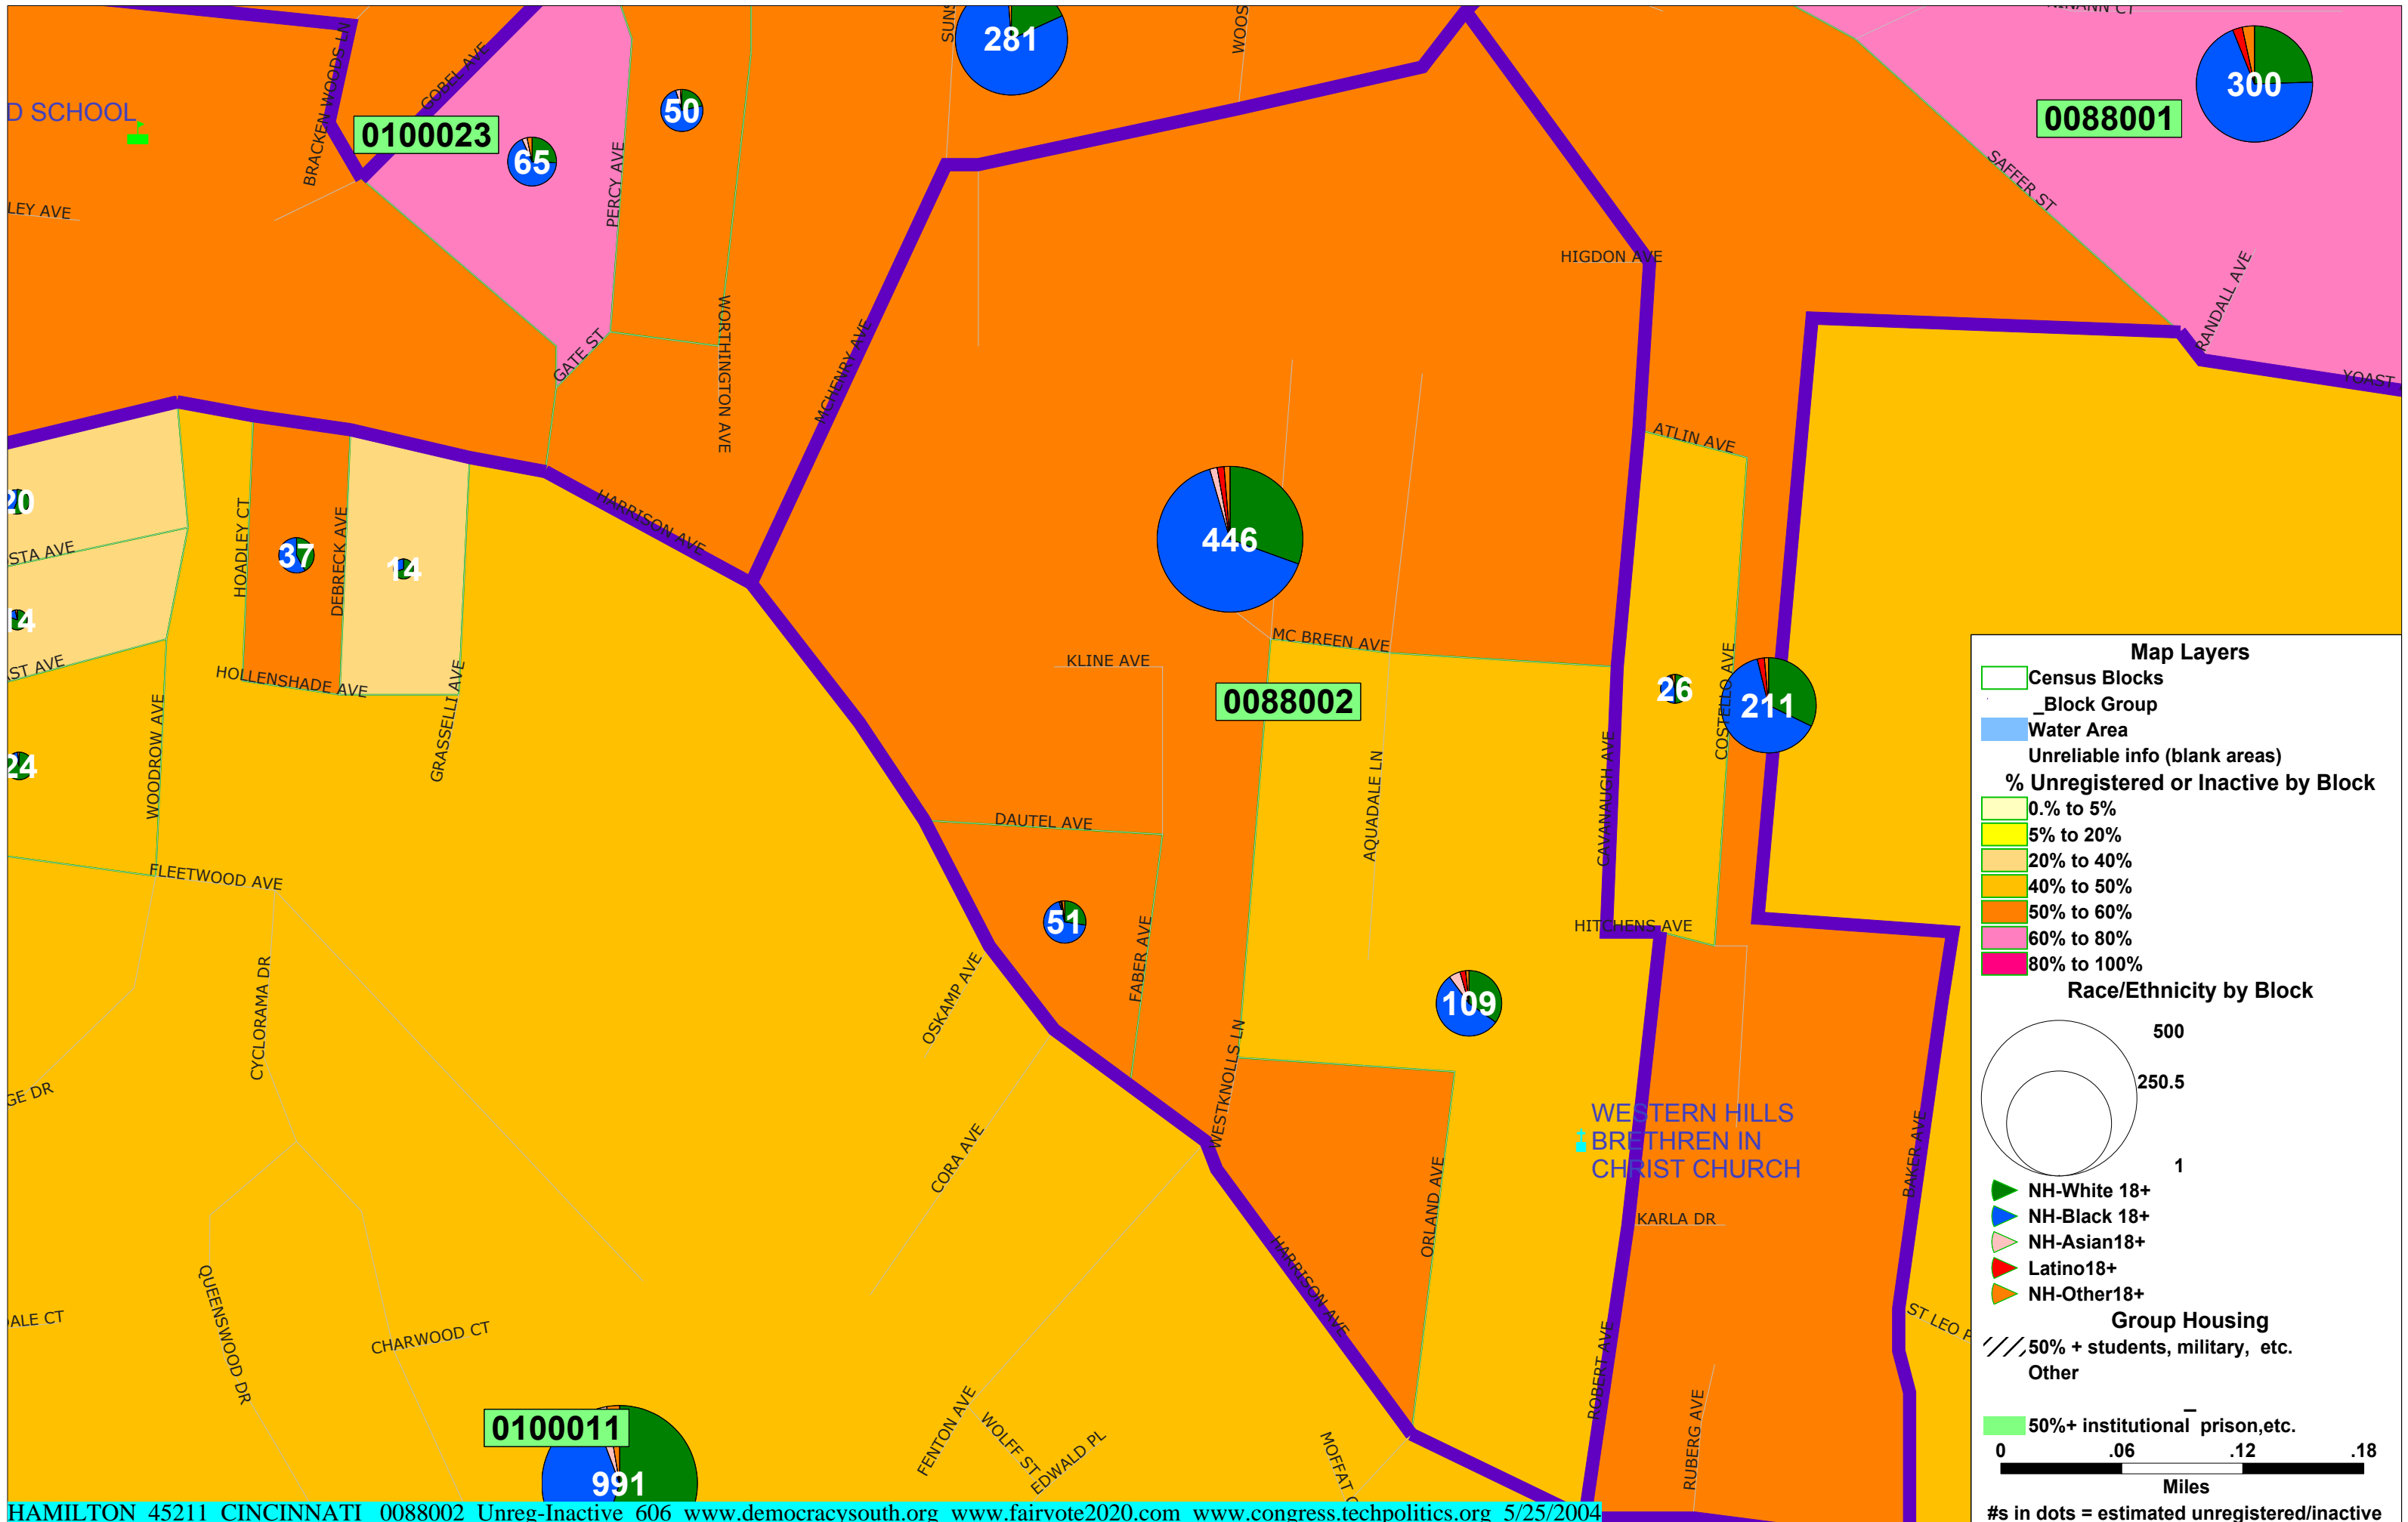 NINANN CT
BRACKEN WOODS LN
GOBEL AVE
281
300
D SCHOOL
50
0088001
0100023
65
PERCY AVE
SAFFER ST
LEY AVE
HIGDON AVE
RANDALL AVE
GATE ST
WORTHINGTON AVE
MCHENRY AVE
YOAST
ATLIN AVE
20
HOADLEY CT
DEBRECK AVE
HARRISON AVE
STA AVE
37
14
446
MC BREEN AVE
KLINE AVE
ST AVE
HOLLENSHADE AVE
GRASSELLI AVE
WOODROW AVE
0088002
26
COSTELLO AVE
211
24
CAVANAUGH AVE
AQUADALE LN
DAUTEL AVE
FLEETWOOD AVE
51
FABER AVE
HITCHENS AVE
OSKAMP AVE
CYCLORAMA DR
109
GE DR
WESTKNOLLS LN
CORA AVE
WESTERN HILLS
BRETHREN IN
CHRIST CHURCH
BAKER AVE
ORLAND AVE
KARLA DR
HARRISON AVE
QUEENSWOOD DR
ALE CT
CHARWOOD CT
ST LEO P
ROBERT AVE
RUBERG AVE
FENTON AVE
WOLFF ST
EDWALD PL
MOFFAT C
0100011
991
Map Layers
Census Blocks
_Block Group
Water Area
Unreliable info (blank areas)
% Unregistered or Inactive by Block
0.% to 5%
5% to 20%
20% to 40%
40% to 50%
50% to 60%
60% to 80%
80% to 100%
Race/Ethnicity by Block
500
250.5
1
NH-White 18+
NH-Black 18+
NH-Asian18+
Latino18+
NH-Other18+
Group Housing
50% + students, military, etc.
Other
50%+ institutional_ prison,etc.
0 .06 .12 .18
Miles
#s in dots = estimated unregistered/inactive
HAMILTON 45211 CINCINNATI 0088002 Unreg-Inactive 606 www.democracysouth.org www.fairvote2020.com www.congress.techpolitics.org 5/25/2004